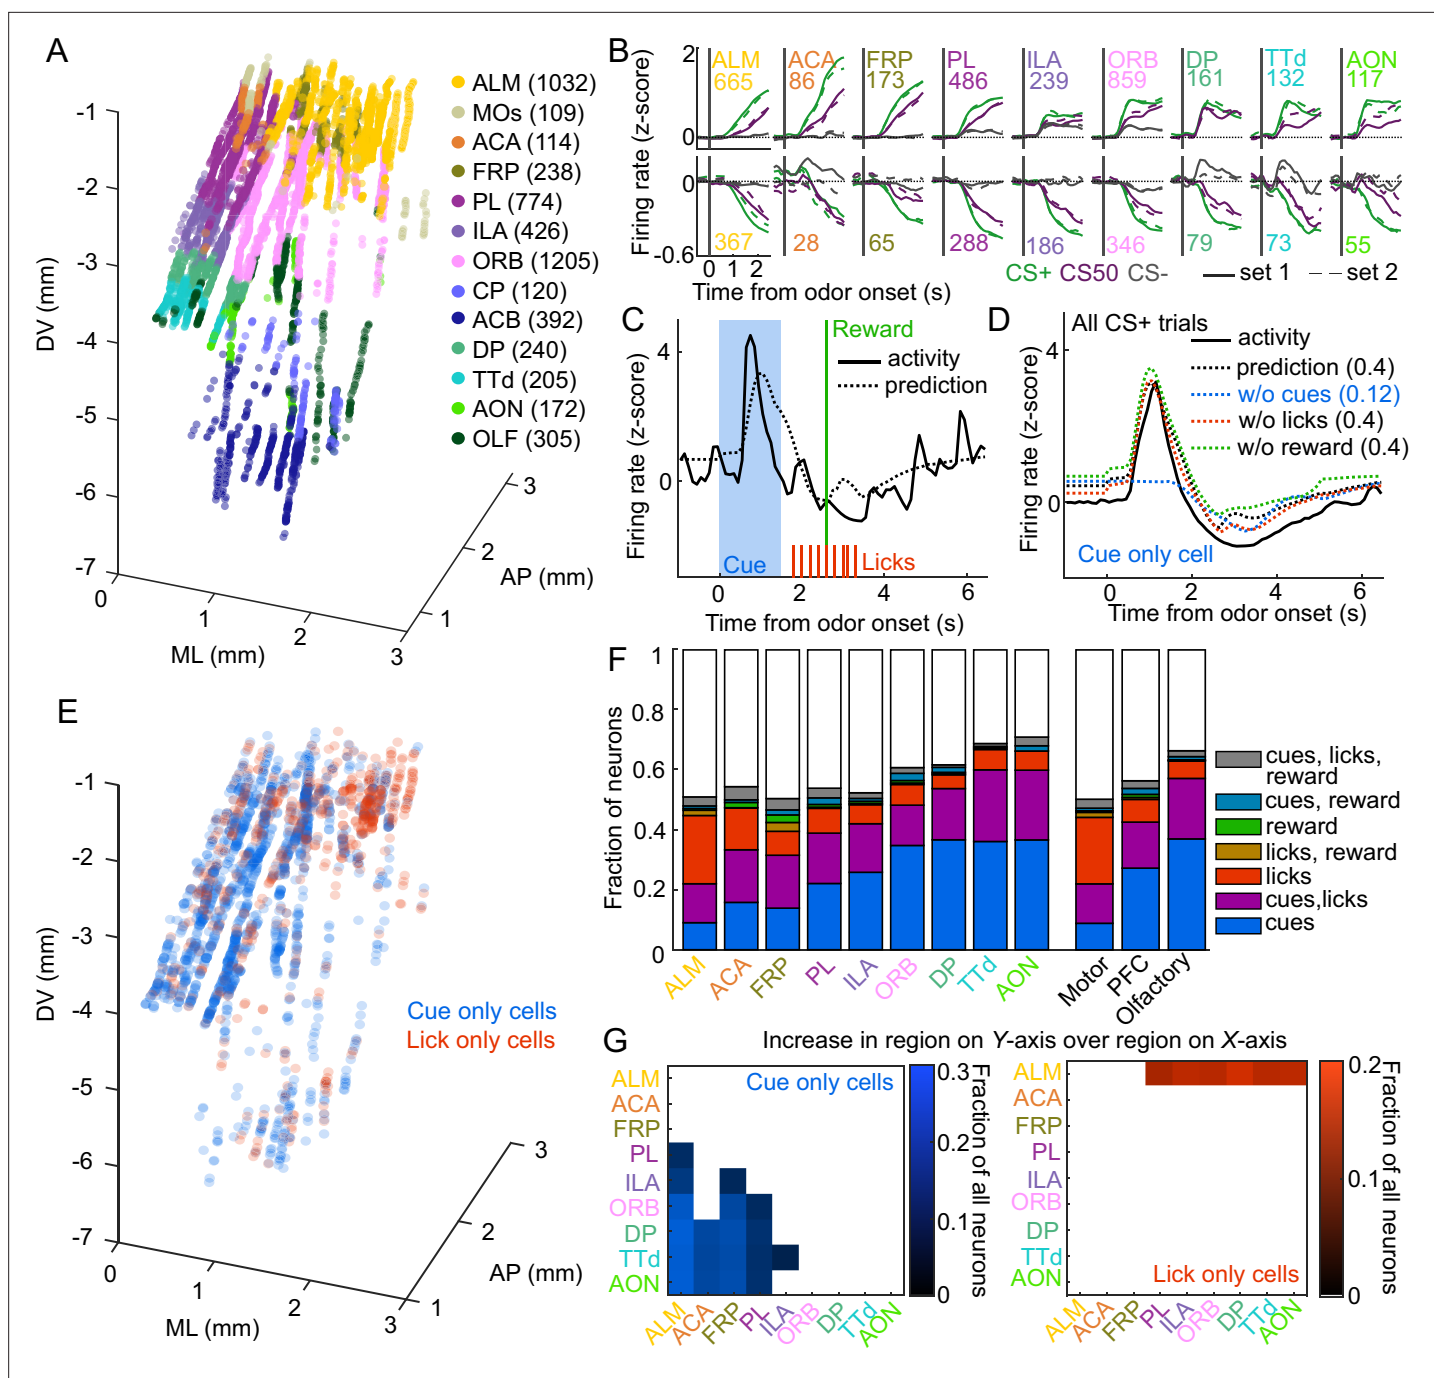 A
-1
-2
-3
-4
-5
-6
-7
DV (mm)
0
1
2
3
ML (mm)
1
2
3
AP (mm)
ALM (1032)
MOs (109)
ACA (114)
FRP (238)
PL (774)
ILA (426)
ORB (1205)
CP (120)
ACB (392)
DP (240)
TTd (205)
AON (172)
OLF (305)
B
Firing rate (z-score)
2
0
0
-0.6
ALM ACA FRP PL ILA ORB DP TTd AON
665 86 173 486 239 859 161 132 117
367 28 65 288 186 346 79 73 55
0 1 2
CS+ CS50 CS- set 1 set 2
Time from odor onset (s)
C
Reward
activity
prediction
4
0
Firing rate (z-score)
Cue
Licks
0 2 4 6
Time from odor onset (s)
D
All CS+ trials
activity
prediction (0.4)
w/o cues (0.12)
w/o licks (0.4)
w/o reward (0.4)
4
0
Firing rate (z-score)
Cue only cell
0 2 4 6
Time from odor onset (s)
E
-1
-2
-3
-4
-5
-6
-7
DV (mm)
Cue only cells
Lick only cells
0
1
2
3
ML (mm)
1
2
3
AP (mm)
F
1
0.8
0.6
0.4
0.2
0
Fraction of neurons
ALM ACA FRP PL ILA ORB DP TTd AON Motor PFC Olfactory
cues, licks,
reward
cues, reward
reward
licks, reward
licks
cues,licks
cues
G
Increase in region on Y-axis over region on X-axis
Cue only cells
ALM
ACA
FRP
PL
ILA
ORB
DP
TTd
AON
ALM ACA FRP PL ILA ORB DP TTd AON
0.3
0.2
0.1
0
Fraction of all neurons
ALM
ACA
FRP
PL
ILA
ORB
DP
TTd
AON
Lick only cells
ALM ACA FRP PL ILA ORB DP TTd AON
0.2
0.1
0
Fraction of all neurons